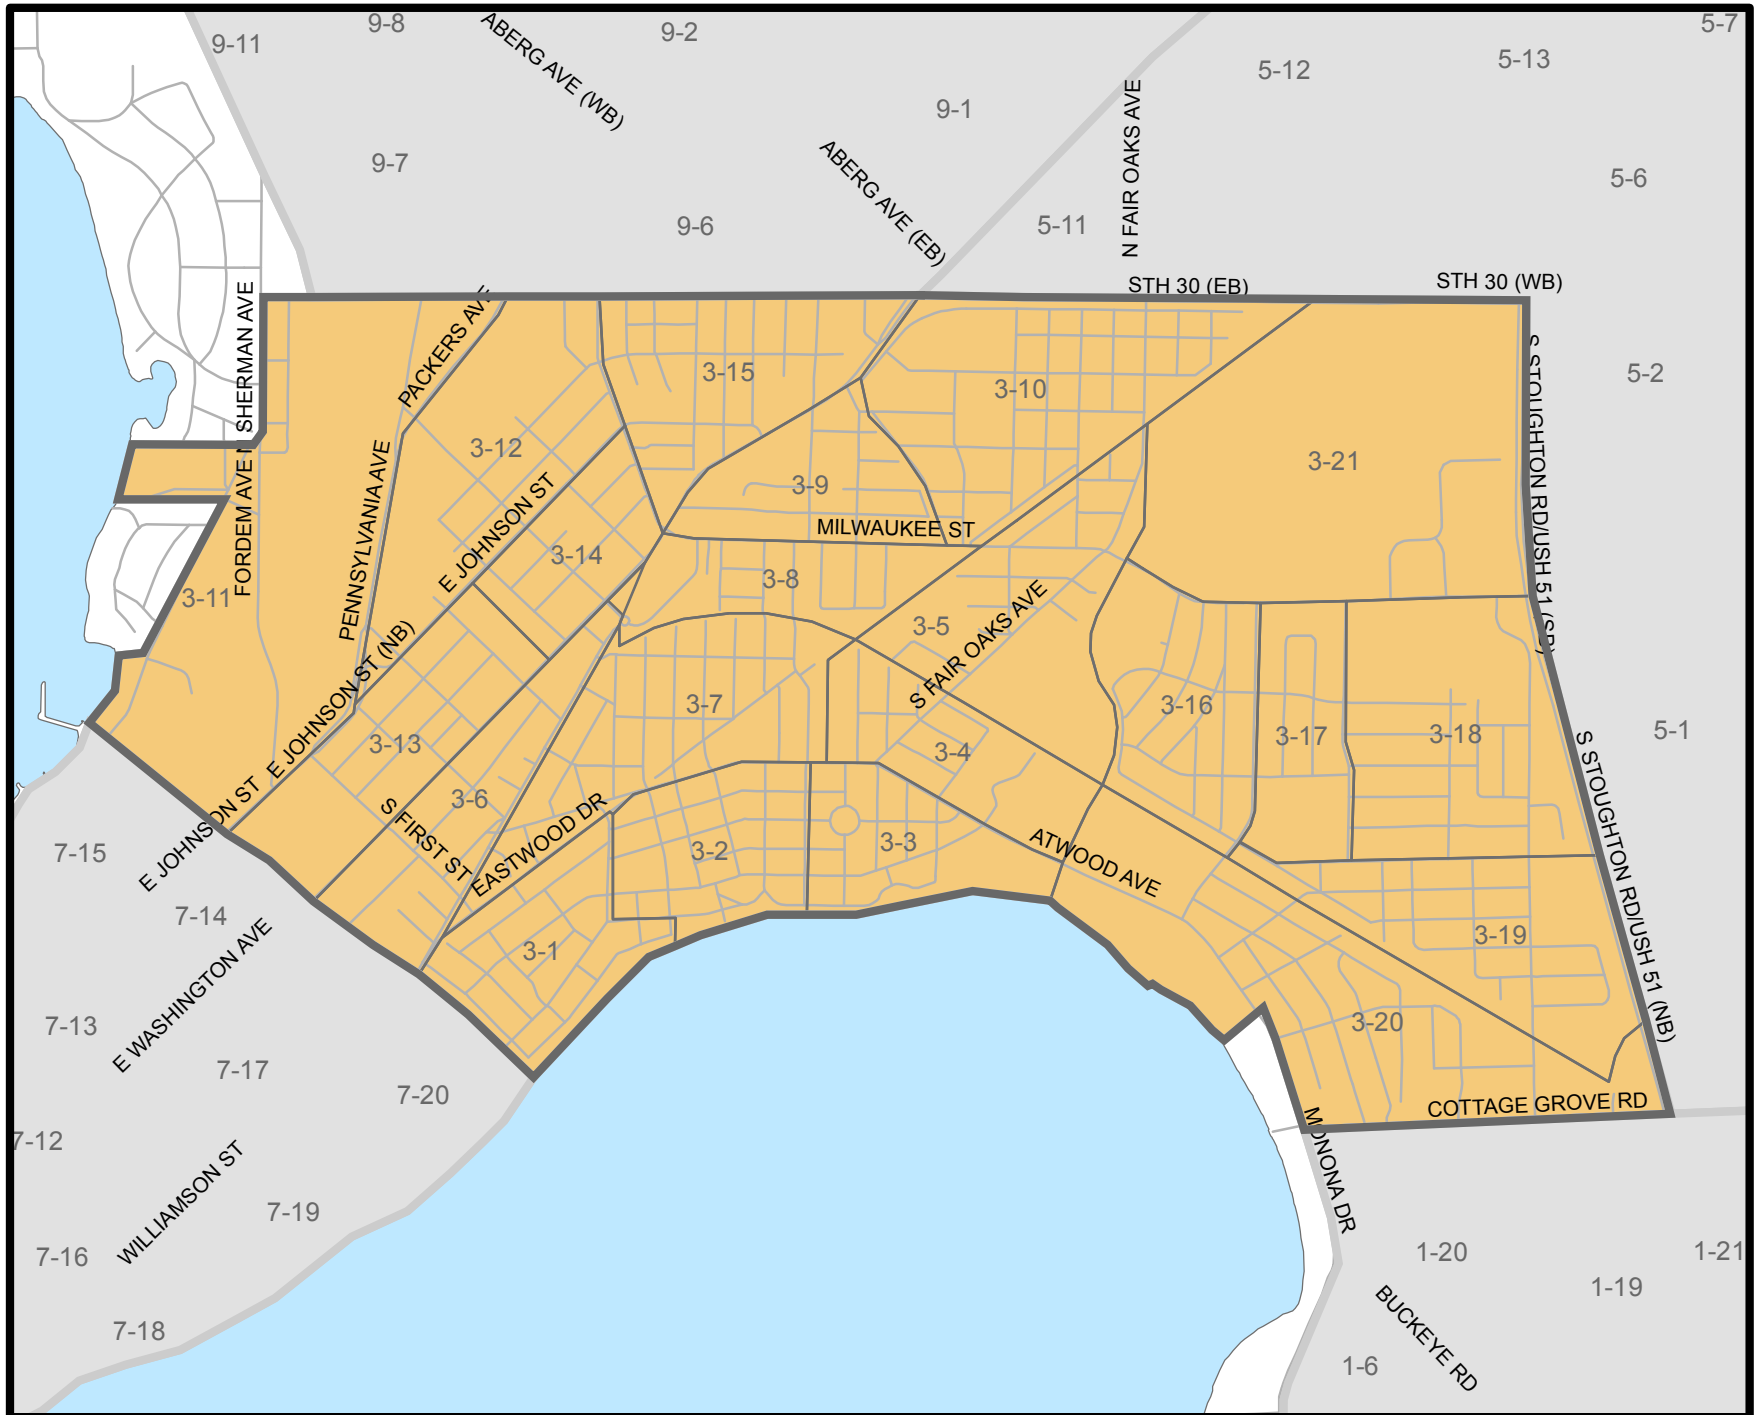 9-8
9-2
5-7
9-11
ABERG AVE (WB)
5-13
5-12
9-1
N FAIR OAKS AVE
9-7
ABERG AVE (EB)
5-6
9-6
5-11
STH 30 (EB)
STH 30 (WB)
N SHERMAN AVE
PACKERS AVE
S STOUGHTON RD/USH 51 (SB)
3-15
3-10
5-2
3-12
PENNSYLVANIA AVE
3-21
3-9
E JOHNSON ST
FORDEM AVE
MILWAUKEE ST
3-14
3-8
3-11
3-5
S FAIR OAKS AVE
E JOHNSON ST (NB)
3-7
3-16
3-13
3-4
3-17
3-18
5-1
S STOUGHTON RD/USH 51 (NB)
3-6
S FIRST ST
EASTWOOD DR
E JOHNSON ST
7-15
3-2
3-3
ATWOOD AVE
7-14
3-1
3-19
E WASHINGTON AVE
7-13
3-20
7-17
7-20
COTTAGE GROVE RD
7-12
MONONA DR
WILLIAMSON ST
7-19
7-16
1-20
1-21
1-19
BUCKEYE RD
7-18
1-6